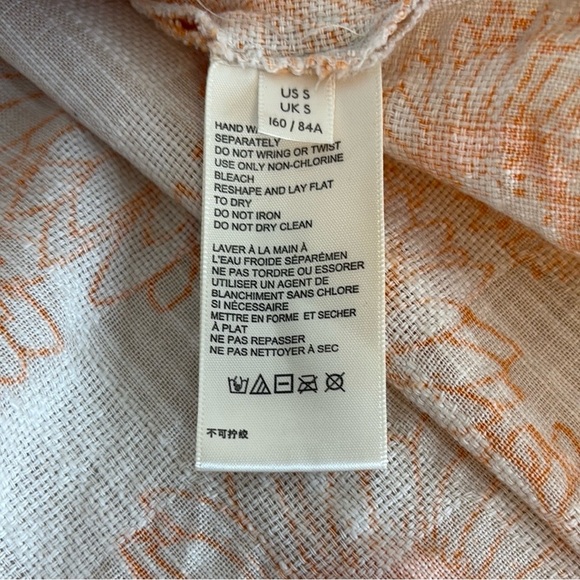 US S
UK S
160 / 84A
HAND
SEPARATELY
DO NOT WRING OR TWIST
USE ONLY NON-CHLORINE
BLEACH
RESHAPE AND LAY FLAT
TO DRY
DO NOT IRON
DO NOT DRY CLEAN
LAVER À LA MAIN À
L'EAU FROIDE SÉPARÉMEN
NE PAS TORDRE OU ESSORER
UTILISER UN AGENT DE
BLANCHIMENT SANS CHLORE
SI NÉCESSAIRE
METTRE EN FORME ET SECHER
À PLAT
NE PAS REPASSER
NE PAS NETTOYER À SEC
不可拧绞